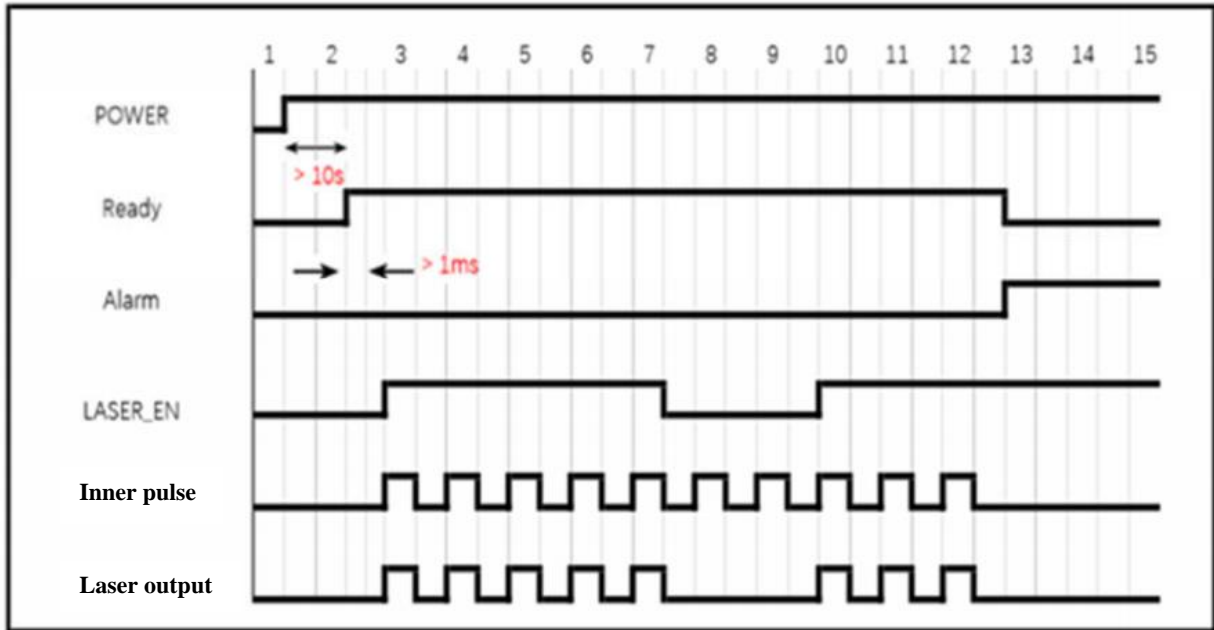 1 2 3 4 5 6 7 8 9 10 11 12 13 14 15
POWER
> 10s
Ready
> 1ms
Alarm
LASER_EN
Inner pulse
Laser output